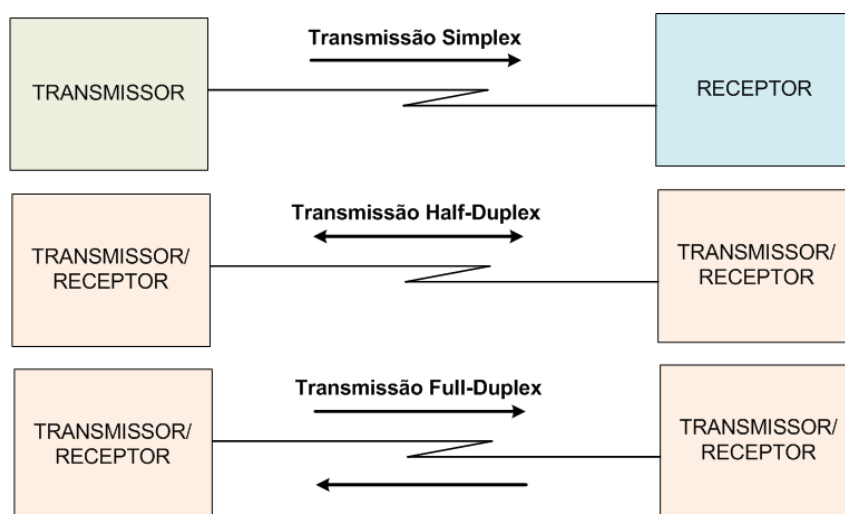 Transmissão Simplex
TRANSMISSOR
RECEPTOR
Transmissão Half-Duplex
TRANSMISSOR/
RECEPTOR
TRANSMISSOR/
RECEPTOR
Transmissão Full-Duplex
TRANSMISSOR/
RECEPTOR
TRANSMISSOR/
RECEPTOR